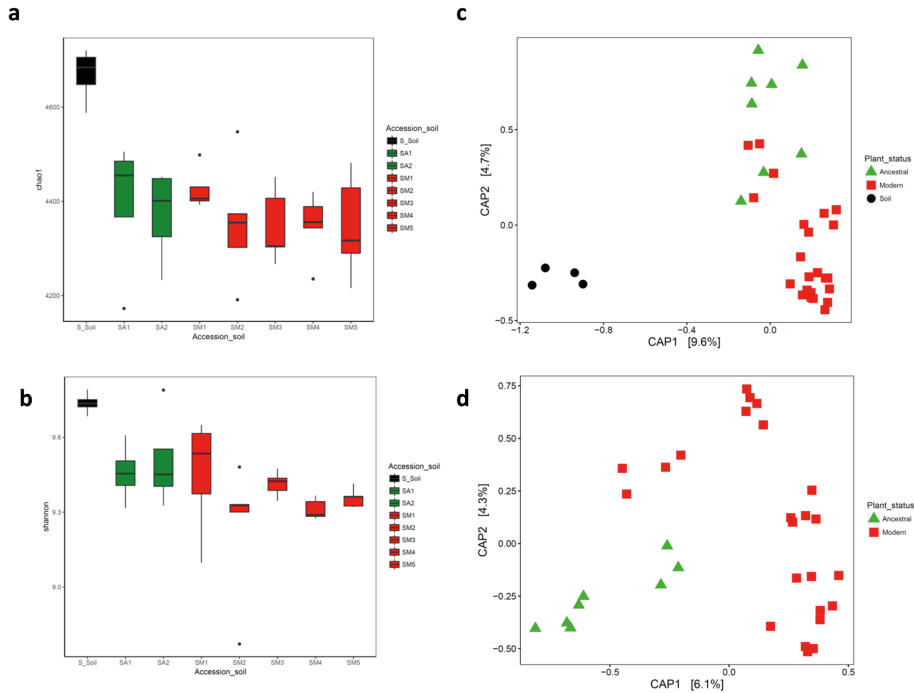 a
chao1
4600
4400
4200
S_Soil SA1 SA2 SM1 SM2 SM3 SM4 SM5
Accession_soil
Accession_soil
S_Soil
SA1
SA2
SM1
SM2
SM3
SM4
SM5
c
CAP2 [4.7%]
0.5
0.0
−0.5
−1.2 −0.8 −0.4 0.0
CAP1 [9.6%]
Plant_status
Ancestral
Modern
Soil
b
shannon
9.6
9.3
9.0
S_Soil SA1 SA2 SM1 SM2 SM3 SM4 SM5
Accession_soil
Accession_soil
S_Soil
SA1
SA2
SM1
SM2
SM3
SM4
SM5
d
CAP2 [4.3%]
0.75
0.50
0.25
0.00
−0.25
−0.50
−0.5 0.0 0.5
CAP1 [6.1%]
Plant_status
Ancestral
Modern